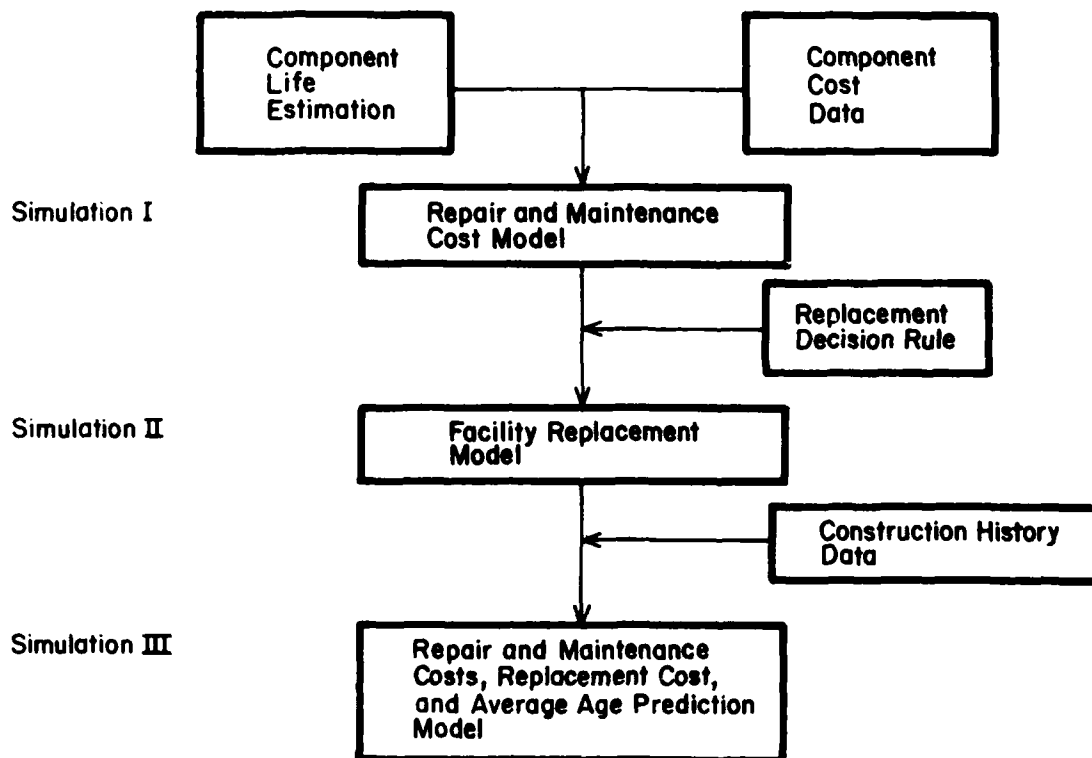 Component
Life
Estimation
Component
Cost
Data
Simulation I
Repair and Maintenance
Cost Model
Replacement
Decision Rule
Simulation II
Facility Replacement
Model
Construction History
Data
Simulation III
Repair and Maintenance
Costs, Replacement Cost,
and Average Age Prediction
Model